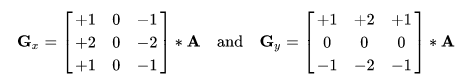 G_x = [+1 0 −1; +2 0 −2; +1 0 −1] ∗ A and G_y = [+1 +2 +1; 0 0 0; −1 −2 −1] ∗ A